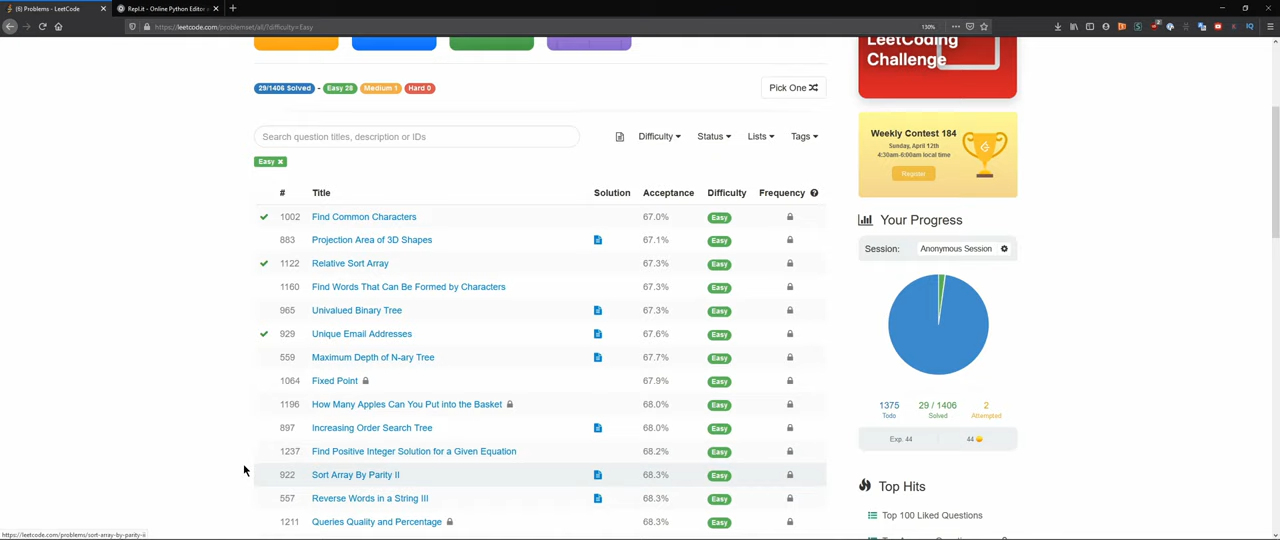 (6) Problems - LeetCode
Repl.it - Online Python Editor
https://leetcode.com/problemset/all/?difficulty=Easy
130%
LeetCoding
Challenge
29/1406 Solved - Easy 28 Medium 1 Hard 0
Pick One
Search question titles, description or IDs
Difficulty Status Lists Tags
Easy
Weekly Contest 184
Sunday, April 12th
4:30am-6:00am local time
Register
# Title Solution Acceptance Difficulty Frequency
1002 Find Common Characters 67.0% Easy
883 Projection Area of 3D Shapes 67.1% Easy
1122 Relative Sort Array 67.3% Easy
1160 Find Words That Can Be Formed by Characters 67.3% Easy
965 Univalued Binary Tree 67.3% Easy
929 Unique Email Addresses 67.6% Easy
559 Maximum Depth of N-ary Tree 67.7% Easy
1064 Fixed Point 67.9% Easy
1196 How Many Apples Can You Put into the Basket 68.0% Easy
897 Increasing Order Search Tree 68.0% Easy
1237 Find Positive Integer Solution for a Given Equation 68.2% Easy
922 Sort Array By Parity II 68.3% Easy
557 Reverse Words in a String III 68.3% Easy
1211 Queries Quality and Percentage 68.3% Easy
Your Progress
Session: Anonymous Session
1375 29 / 1406 2
Todo Solved Attempted
Exp. 44 44
Top Hits
Top 100 Liked Questions
https://leetcode.com/problems/sort-array-by-parity-ii